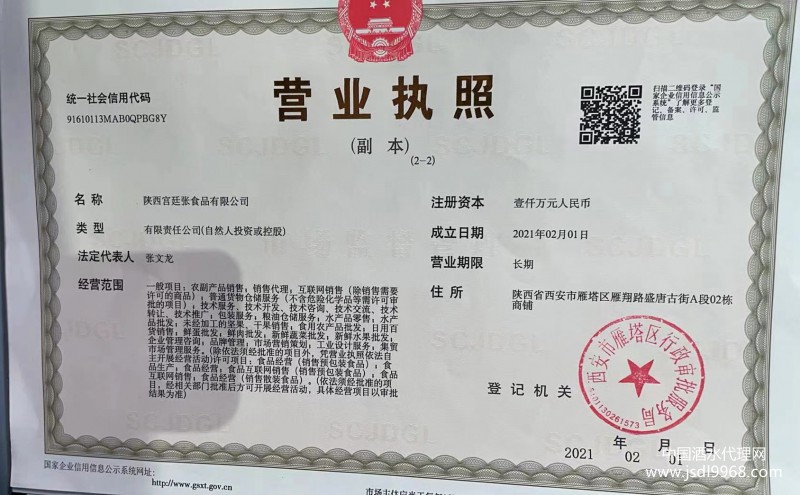 统一社会信用代码
91610113MAB0QPBG8Y
营业执照
(副 本)
(2-2)
扫描二维码登录“国
家企业信用信息公示
系统”了解更多登
记、备案、许可、监
管信息
名 称 陕西宫廷张食品有限公司
类 型 有限责任公司(自然人投资或控股)
法定代表人 张文龙
经营范围 一般项目：农副产品销售；销售代理；互联网销售（除销售需要
许可的商品）；普通货物仓储服务（不含危险化学品等需许可审
批的项目）；技术服务、技术开发、技术咨询、技术交流、技术
转让、技术推广；包装服务；粮油仓储服务；水产品零售；水产
品批发；未经加工的坚果、干果销售；食用农产品批发；日用百
货销售；鲜蛋批发；鲜肉批发；新鲜蔬菜批发；新鲜水果批发；
企业管理咨询；品牌管理；市场营销策划；工业设计服务；集贸
市场管理服务。（除依法须经批准的项目外，凭营业执照依法自
主开展经营活动）许可项目：食品经营（销售预包装食品）；食
品生产；食品经营；食品互联网销售（销售预包装食品）；食品
互联网销售；食品经营（销售散装食品）。（依法须经批准的项
目，经相关部门批准后方可开展经营活动，具体经营项目以审批
结果为准）
注册资本 壹仟万元人民币
成立日期 2021年02月01日
营业期限 长期
住 所 陕西省西安市雁塔区雁翔路盛唐古街A段02栋
商铺
登记机关
西安市雁塔区行政审批服务局
6101130261573
2021 年 02 月 01 日
国家企业信用信息公示系统网址：
http://www.gsxt.gov.cn
中国酒水代理网
www.jsdl9968.com